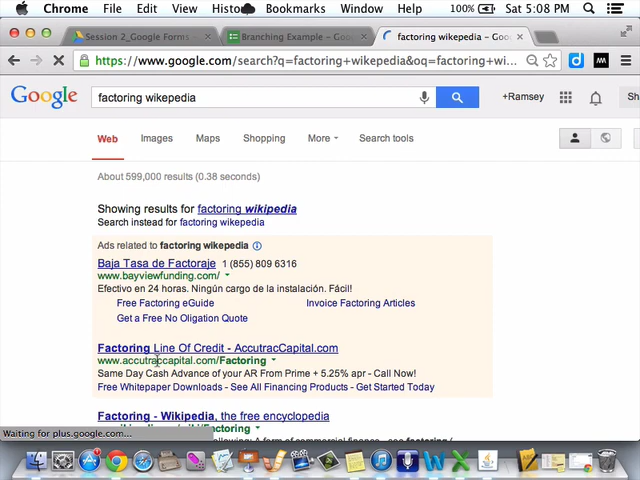 Chrome File Edit View Histo Bookmarks Window 100% Sat 5:08 PM
Session 2_Google Forms Branching Example – Goo factoring wikepedia – Goo
https://www.google.com/search?q=factoring+wikepedia&oq=factoring+wi...
Google factoring wikepedia +Ramsey Sh
Web Images Maps Shopping More Search tools
About 599,000 results (0.38 seconds)
Showing results for factoring wikipedia
Search instead for factoring wikepedia
Ads related to factoring wikepedia
Baja Tasa de Factoraje 1 (855) 809 6316
www.bayviewfunding.com/
Efectivo en 24 horas. Ningún cargo de la instalación. Fácil!
Free Factoring eGuide Invoice Factoring Articles
Get a Free No Oligation Quote
Factoring Line Of Credit - AccutracCapital.com
www.accutraccapital.com/Factoring
Same Day Cash Advance of your AR From Prime + 5.25% apr - Call Now!
Free Whitepaper Downloads - See All Financing Products - Get Started Today
Factoring - Wikipedia, the free encyclopedia
Waiting for plus.google.com...